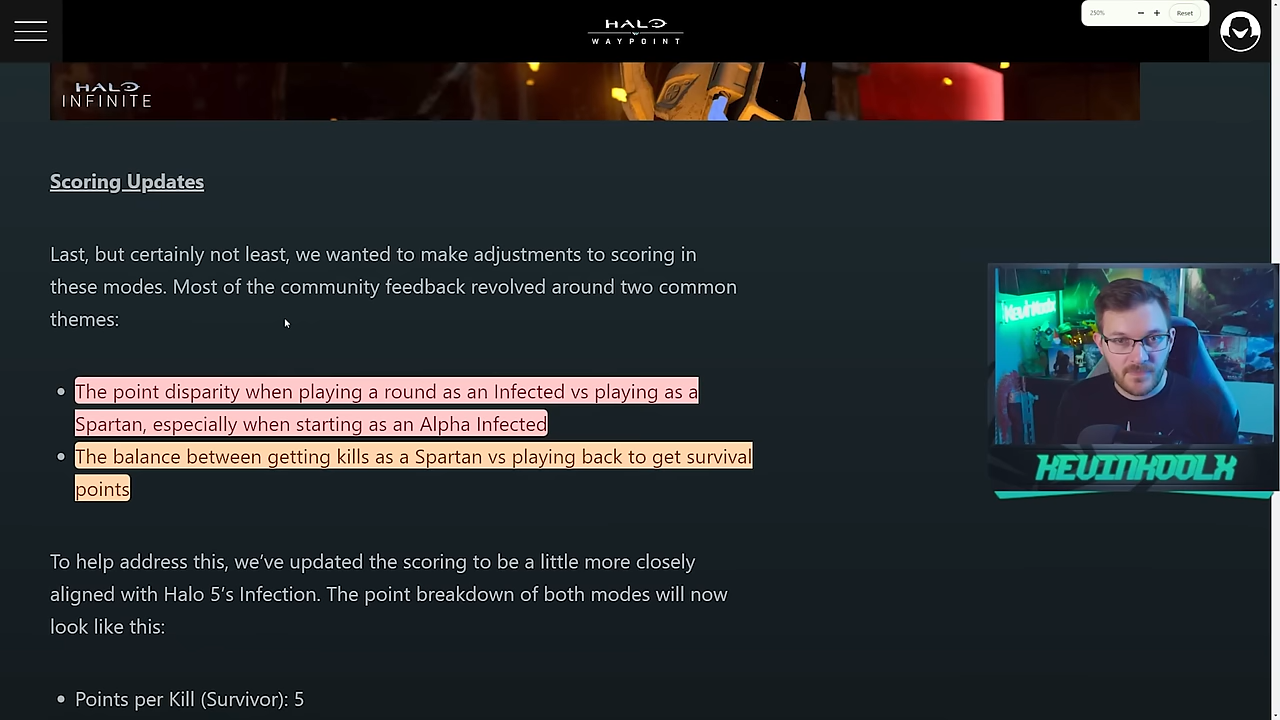 HALO
WAYPOINT
250%
Reset
HALO
INFINITE
Scoring Updates
Last, but certainly not least, we wanted to make adjustments to scoring in
these modes. Most of the community feedback revolved around two common
themes:
• The point disparity when playing a round as an Infected vs playing as a
Spartan, especially when starting as an Alpha Infected
• The balance between getting kills as a Spartan vs playing back to get survival
points
KevinKoolx
KEVINKOOLX
To help address this, we’ve updated the scoring to be a little more closely
aligned with Halo 5’s Infection. The point breakdown of both modes will now
look like this:
• Points per Kill (Survivor): 5